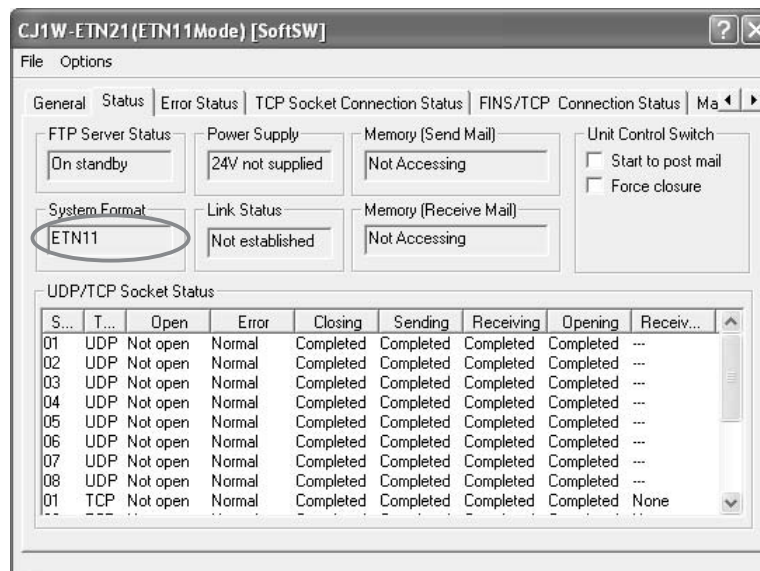 CJ1W-ETN21(ETN11Mode) [SoftSW]
File Options
General Status Error Status TCP Socket Connection Status FINS/TCP Connection Status Ma
FTP Server Status Power Supply Memory (Send Mail) Unit Control Switch
On standby 24V not supplied Not Accessing Start to post mail
Force closure
System Format Link Status Memory (Receive Mail)
ETN11 Not established Not Accessing
UDP/TCP Socket Status
S... T... Open Error Closing Sending Receiving Opening Receiv...
01 UDP Not open Normal Completed Completed Completed Completed ---
02 UDP Not open Normal Completed Completed Completed Completed ---
03 UDP Not open Normal Completed Completed Completed Completed ---
04 UDP Not open Normal Completed Completed Completed Completed ---
05 UDP Not open Normal Completed Completed Completed Completed ---
06 UDP Not open Normal Completed Completed Completed Completed ---
07 UDP Not open Normal Completed Completed Completed Completed ---
08 UDP Not open Normal Completed Completed Completed Completed ---
01 TCP Not open Normal Completed Completed Completed Completed None